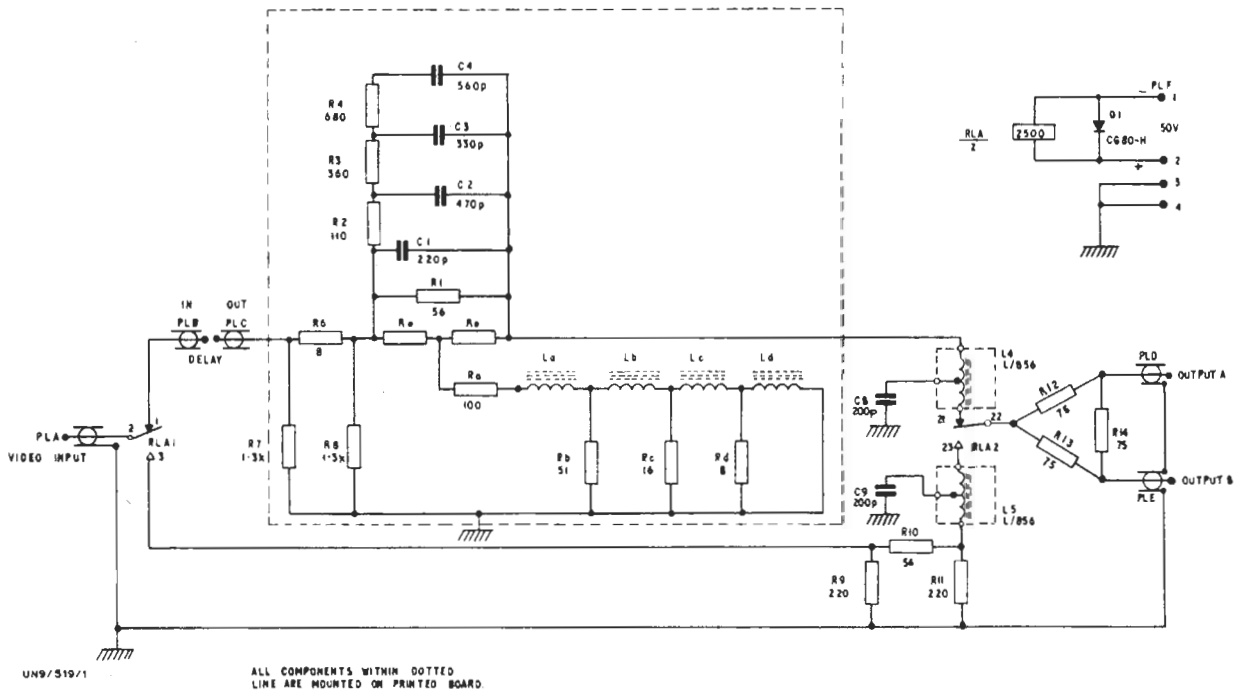 C4
560p
R4
680
C3
330p
R3
360
C2
470p
R2
110
C1
220p
R1
56
PLF
1
50V
D1
CG80-H
RLA
2
2500
+
2
3
4
IN
PLB
OUT
PLC
DELAY
R6
8
Re
Re
Ra
100
La
Lb
Lc
Ld
L4
L/856
C8
200p
R12
75
PLD
OUTPUT A
R14
75
R13
75
OUTPUT B
PLE
21
22
23
RLA2
PLA
VIDEO INPUT
2
1
RLA1
3
R7
1·3k
R8
1·3k
Rb
51
Rc
16
Rd
8
C9
200p
L5
L/856
R10
56
R9
220
R11
220
UN9/519/1
ALL COMPONENTS WITHIN DOTTED
LINE ARE MOUNTED ON PRINTED BOARD.